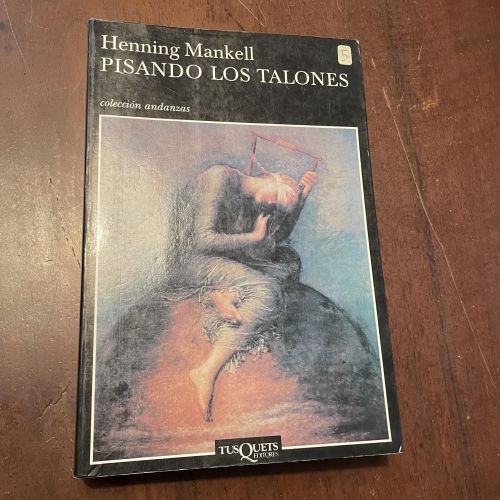 Henning Mankell
PISANDO LOS TALONES
5
colección andanzas
TUSQUETS
EDITORES